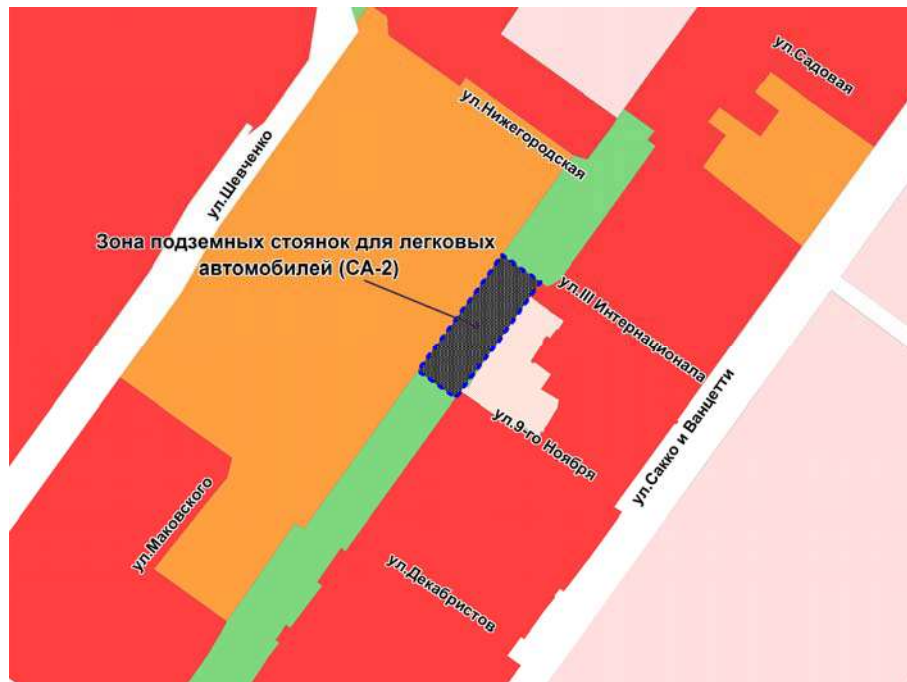 ул.Садовая
ул.Нижегородская
ул.Шевченко
Зона подземных стоянок для легковых
автомобилей (СА-2)
ул.III Интернационала
ул.Сакко и Ванцетти
ул.9-го Ноября
ул.Маковского
ул.Декабристов